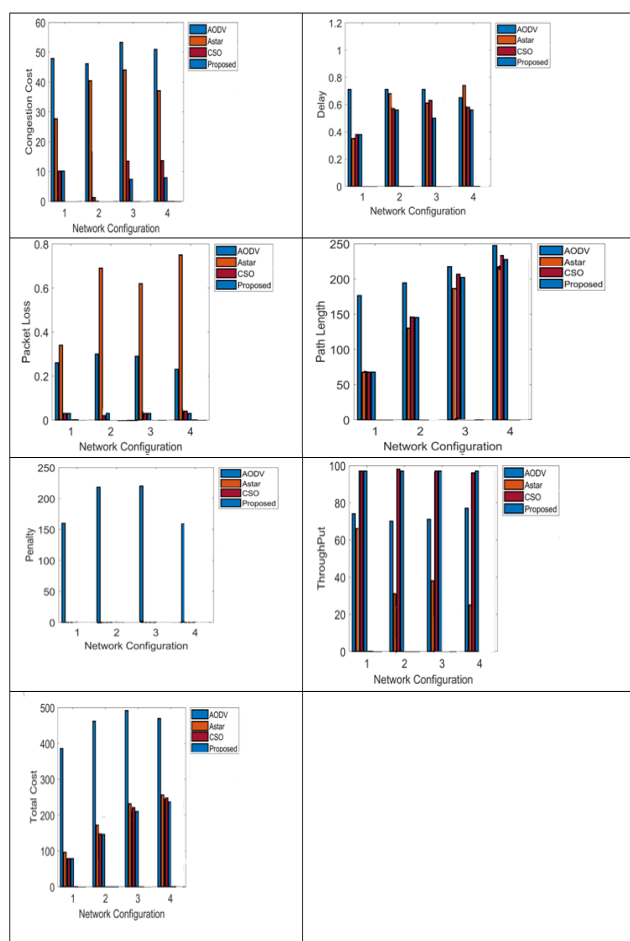 60
50
40
30
20
10
0
Congestion Cost
1 2 3 4
Network Configuration
AODV
Astar
CSO
Proposed
1.2
1
0.8
0.6
0.4
0.2
0
Delay
1 2 3 4
Network Configuration
AODV
Astar
CSO
Proposed
0.8
0.6
0.4
0.2
0
Packet Loss
1 2 3 4
Network Configuration
AODV
Astar
CSO
Proposed
250
200
150
100
50
0
Path Length
1 2 3 4
Network Configuration
AODV
Astar
CSO
Proposed
250
200
150
100
50
0
Penalty
1 2 3 4
Network Configuration
AODV
Astar
CSO
Proposed
100
80
60
40
20
0
ThroughPut
1 2 3 4
Network Configuration
AODV
Astar
CSO
Proposed
500
400
300
200
100
0
Total Cost
1 2 3 4
Network Configuration
AODV
Astar
CSO
Proposed